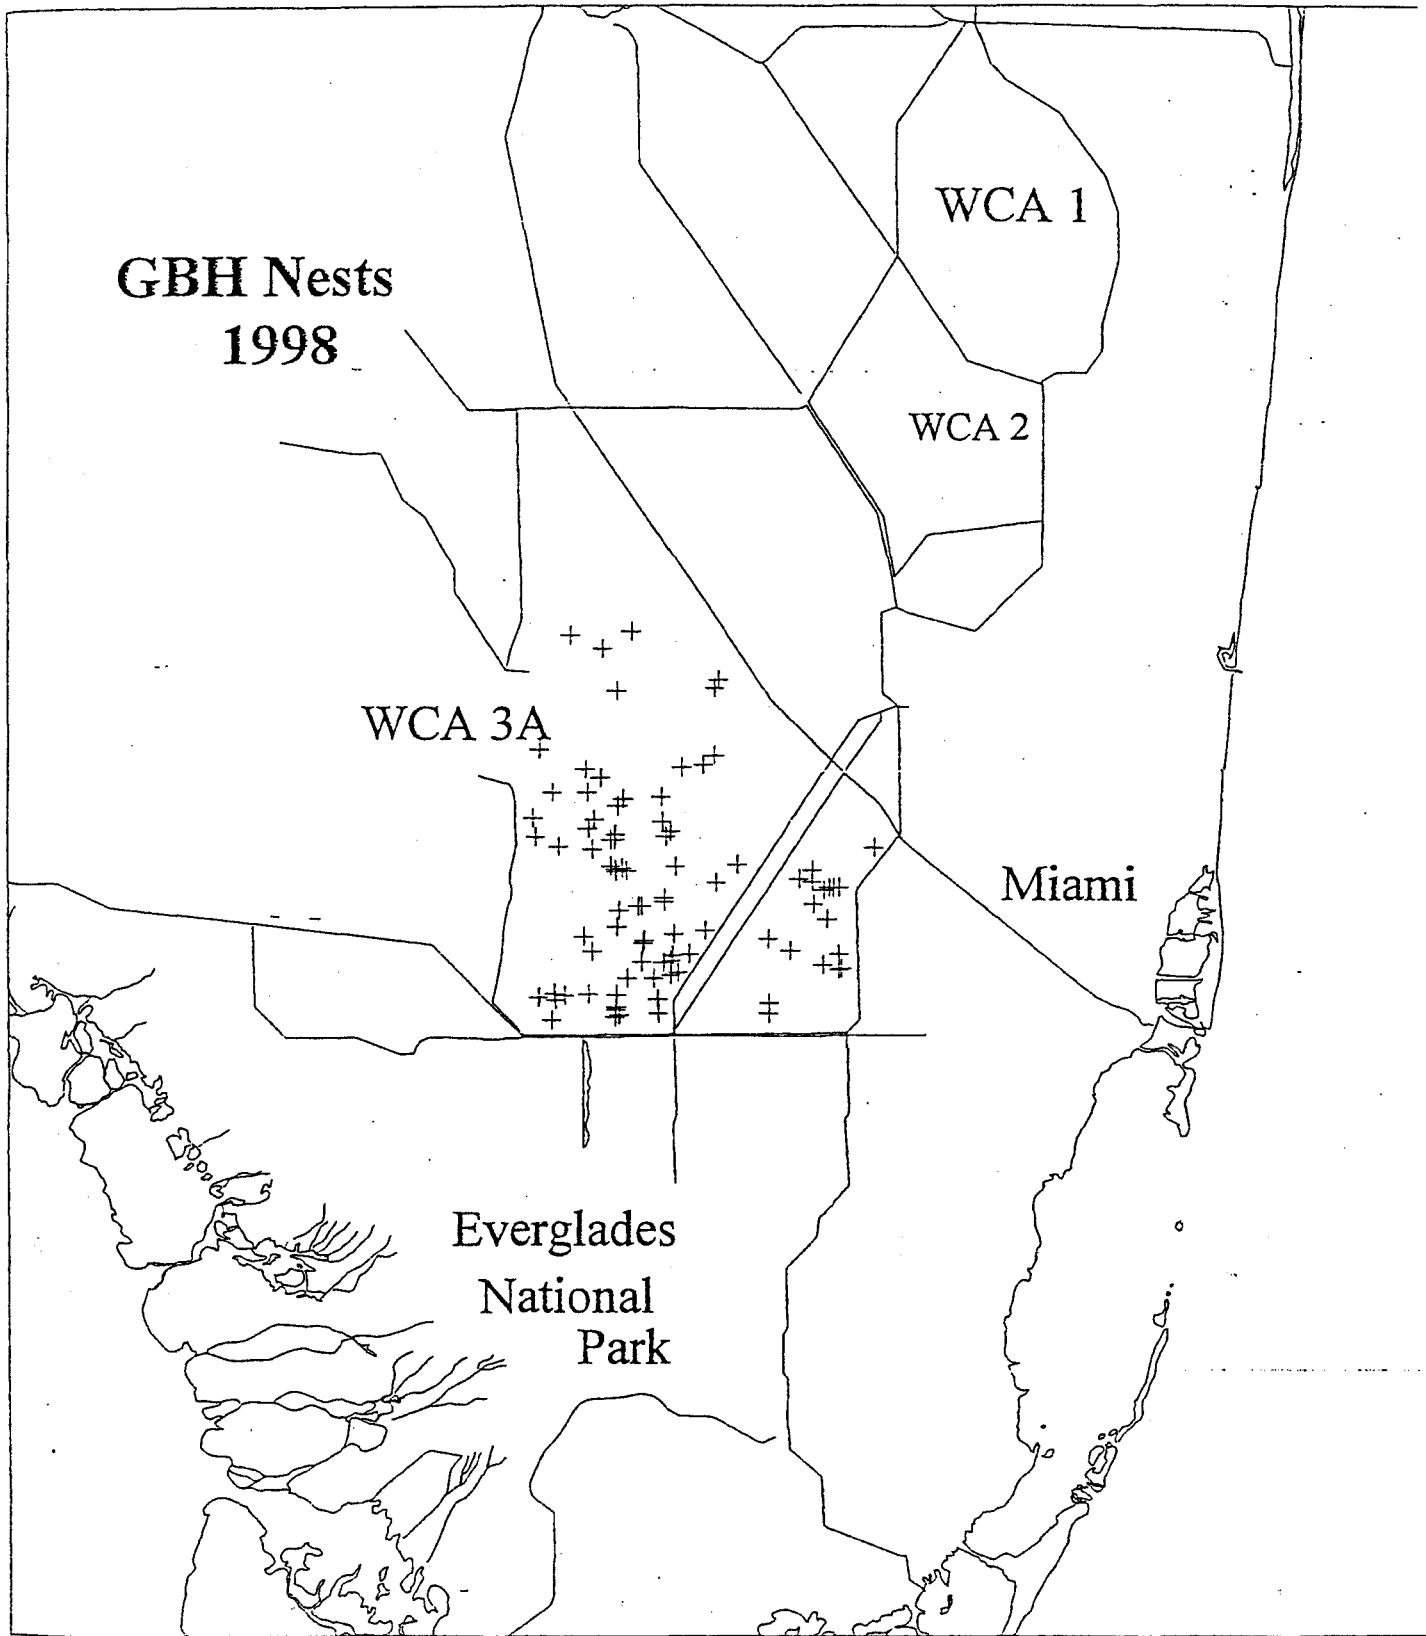 WCA 1
GBH Nests
1998
WCA 2
WCA 3A
Miami
Everglades
National
Park